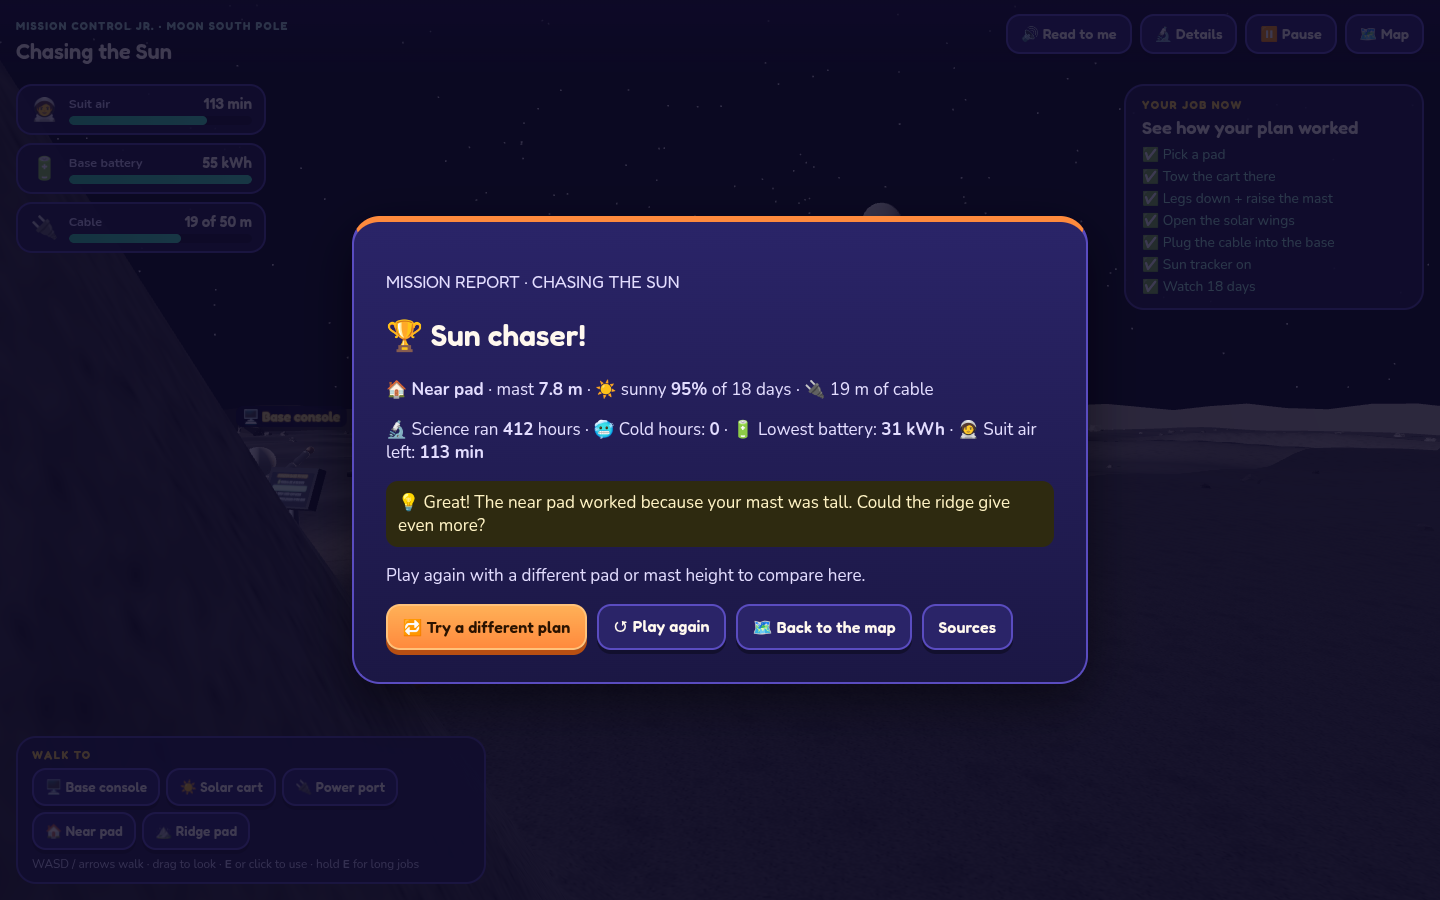 MISSION CONTROL JR. · MOON SOUTH POLE
Chasing the Sun
🔊 Read to me
🔬 Details
⏸️ Pause
🗺️ Map
Suit air 113 min
Base battery 55 kWh
Cable 19 of 50 m
YOUR JOB NOW
See how your plan worked
✅ Pick a pad
✅ Tow the cart there
✅ Legs down + raise the mast
✅ Open the solar wings
✅ Plug the cable into the base
✅ Sun tracker on
✅ Watch 18 days
🖥️ Base console
MISSION REPORT · CHASING THE SUN
🏆 Sun chaser!
🏠 Near pad · mast 7.8 m · ☀️ sunny 95% of 18 days · 🔌 19 m of cable
🔬 Science ran 412 hours · 🥶 Cold hours: 0 · 🔋 Lowest battery: 31 kWh · 🧑‍🚀 Suit air
left: 113 min
💡 Great! The near pad worked because your mast was tall. Could the ridge give
even more?
Play again with a different pad or mast height to compare here.
🔁 Try a different plan
↺ Play again
🗺️ Back to the map
Sources
WALK TO
🖥️ Base console
☀️ Solar cart
🔌 Power port
🏠 Near pad
⛰️ Ridge pad
WASD / arrows walk · drag to look · E or click to use · hold E for long jobs